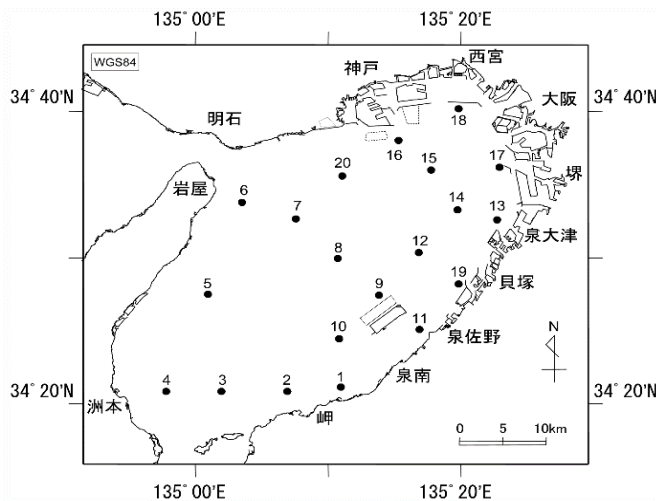 135°00'E
135°20'E
WGS84
西宮
神戸
34°40'N
34°40'N
大阪
明石
18
16
15
17
堺
20
岩屋
6
14
7
13
泉大津
8
12
19
貝塚
5
9
10
11
泉佐野
N
1
泉南
4
3
2
34°20'N
34°20'N
洲本
岬
0 5 10km
135°00'E
135°20'E